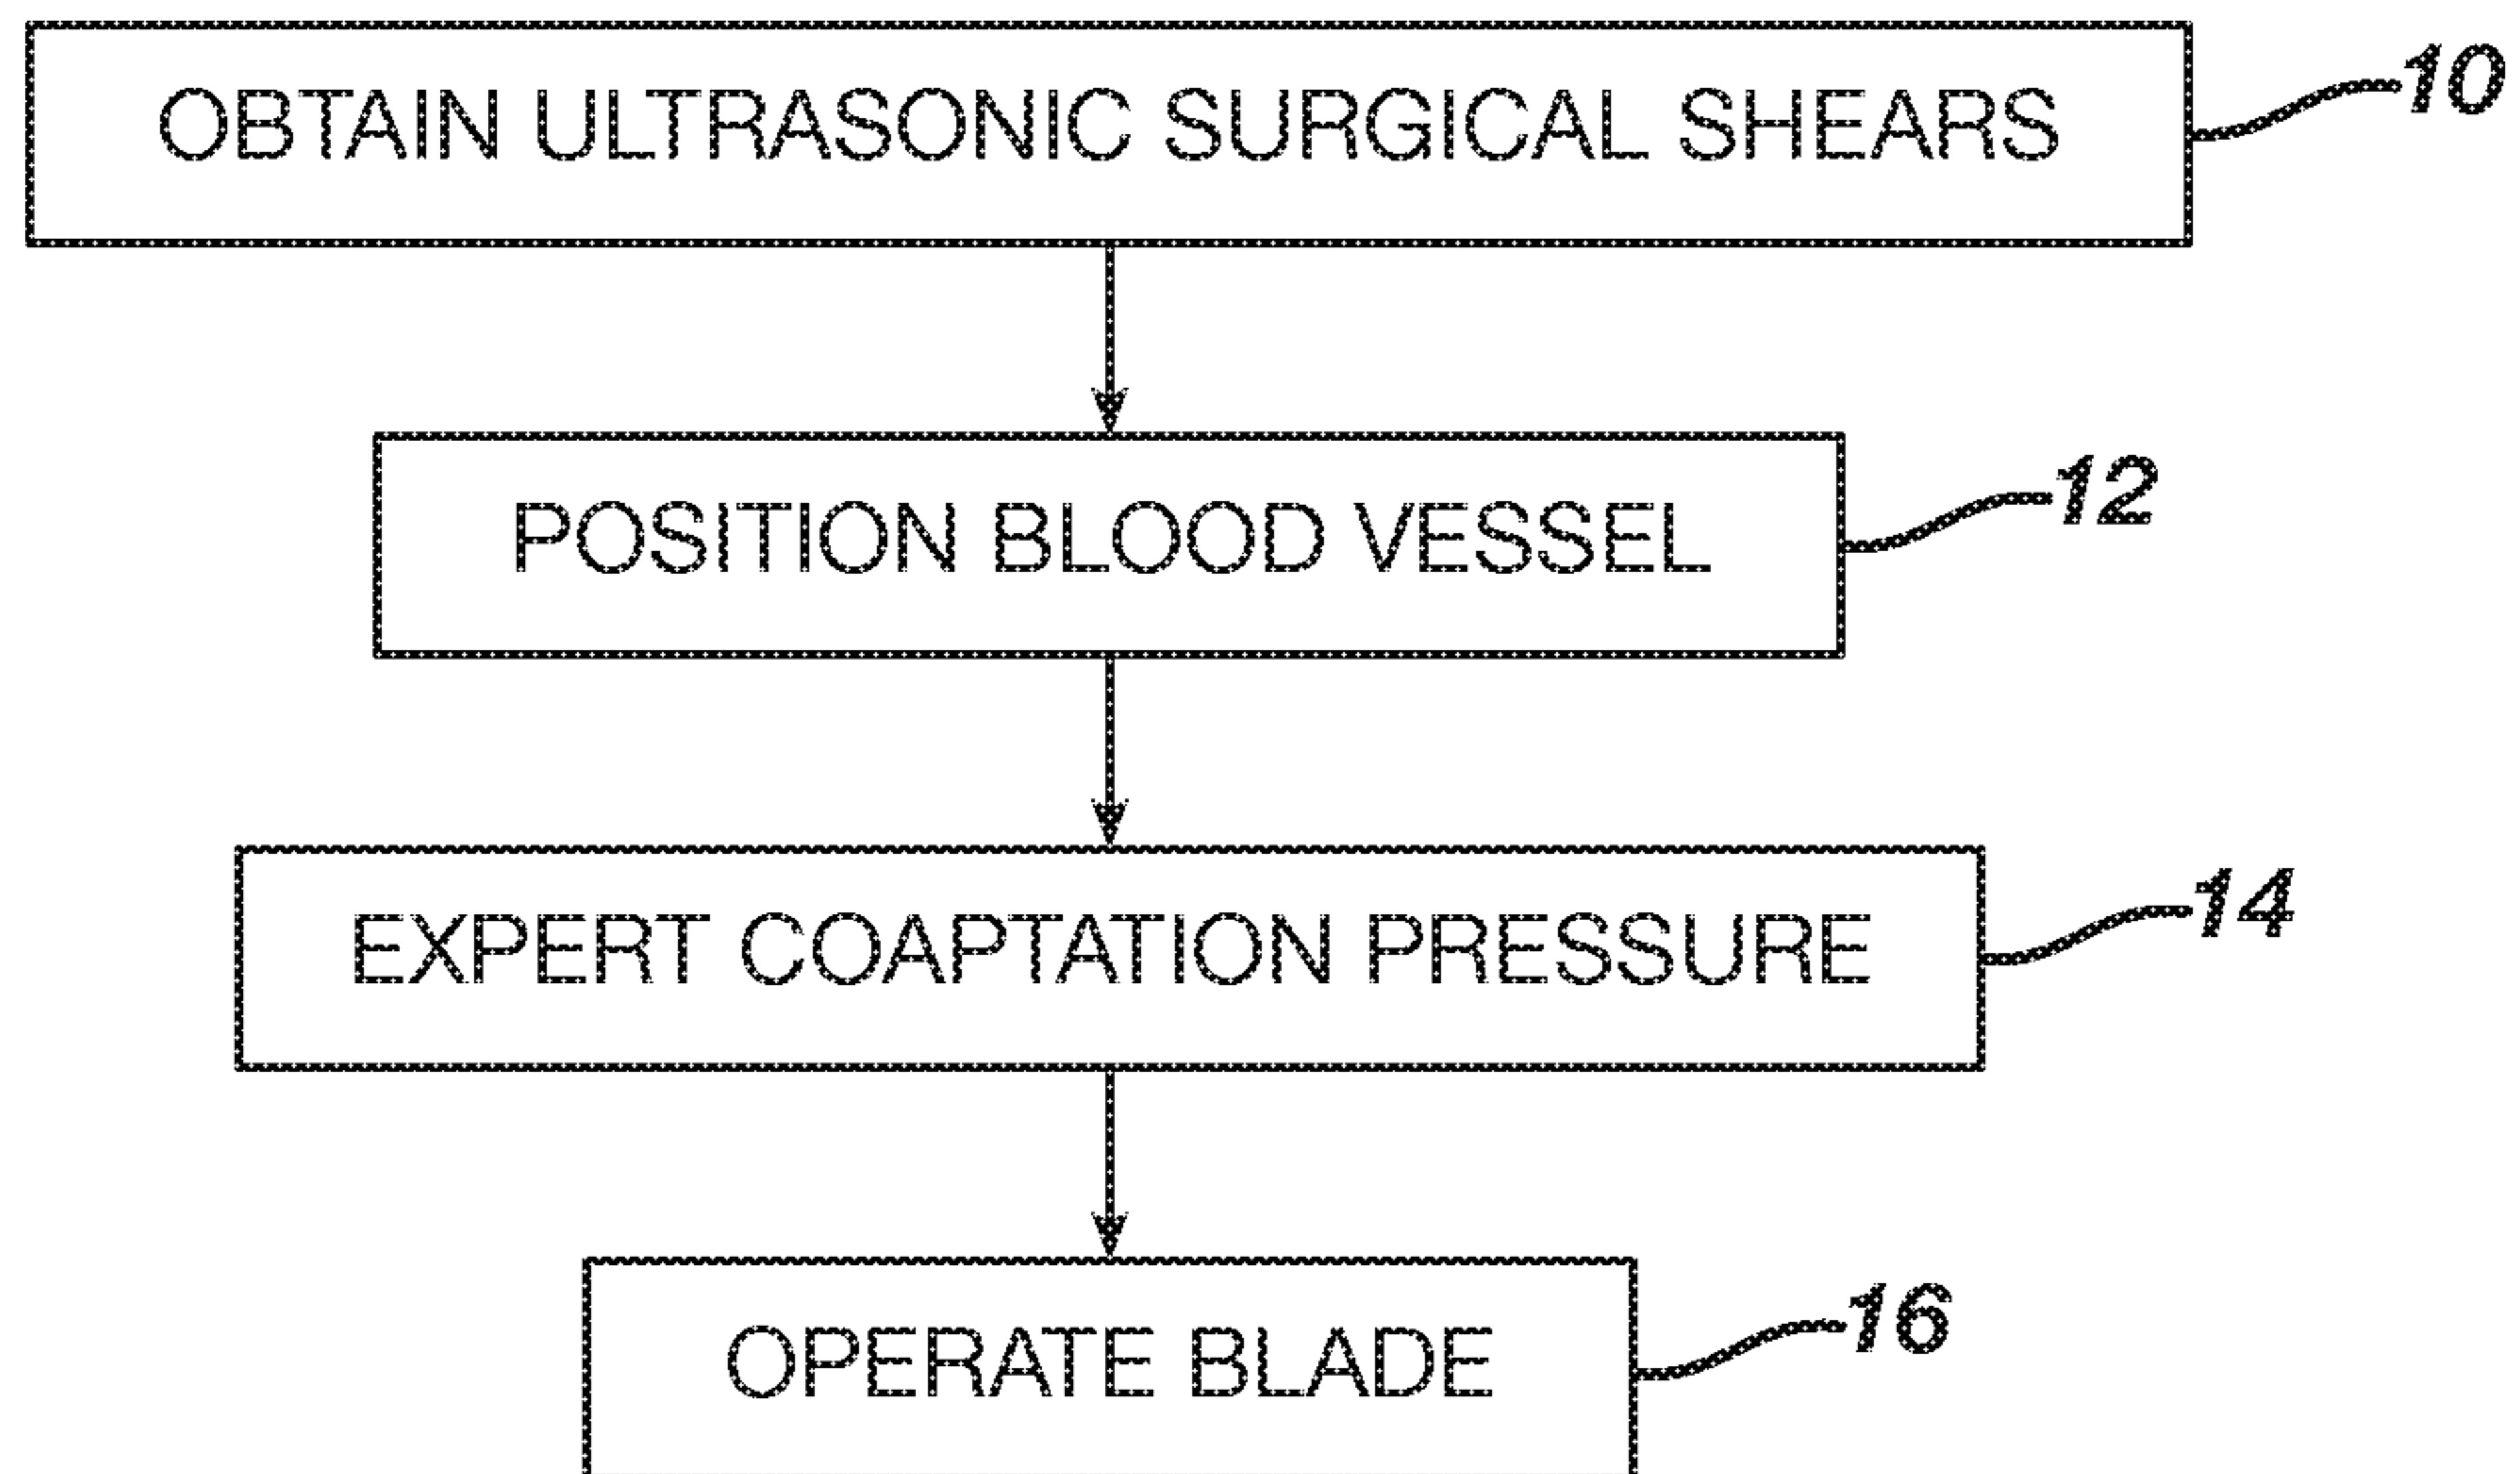 OBTAIN ULTRASONIC SURGICAL SHEARS 10
POSITION BLOOD VESSEL 12
EXPERT COAPTATION PRESSURE 14
OPERATE BLADE 16